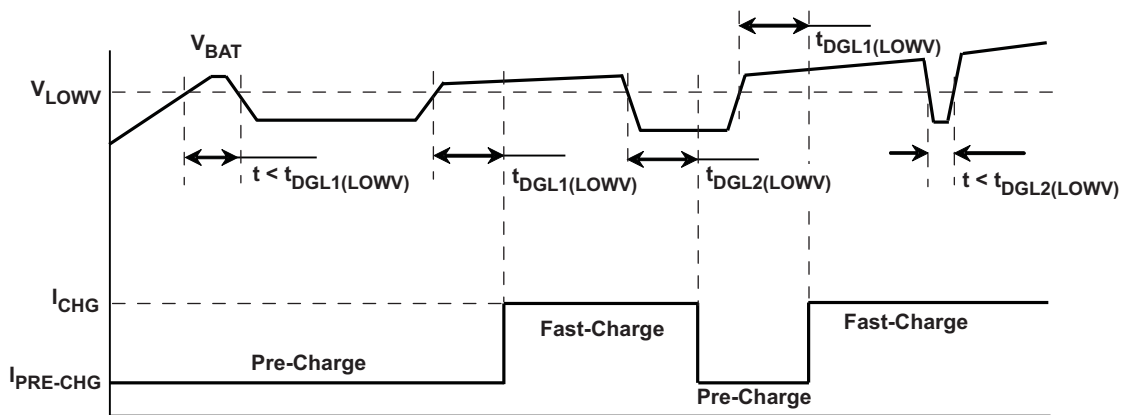 t_DGL1(LOWV)
V_BAT
V_LOWV
t < t_DGL1(LOWV)
t_DGL1(LOWV)
t_DGL2(LOWV)
t < t_DGL2(LOWV)
I_CHG
Fast-Charge
Fast-Charge
Pre-Charge
I_PRE-CHG
Pre-Charge